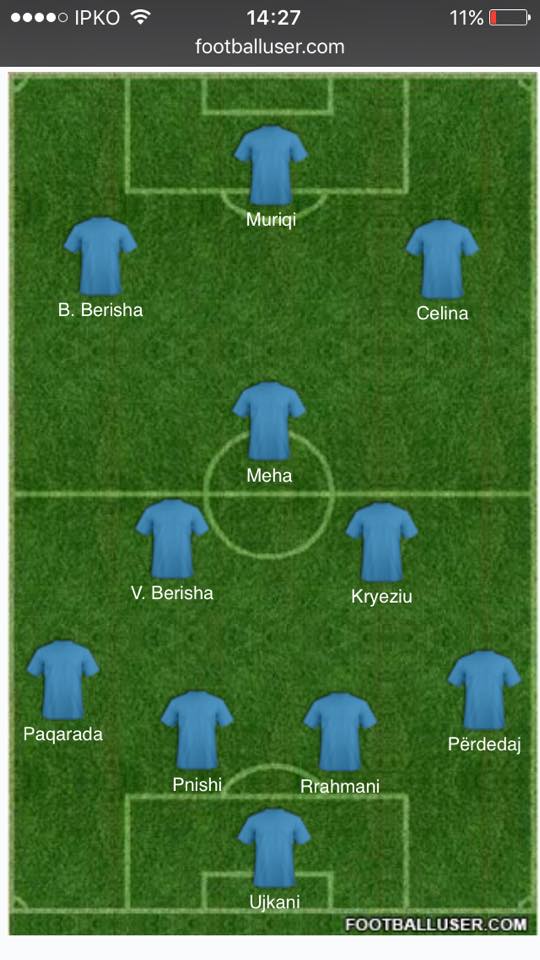 IPKO 14:27 11%
footballuser.com
Muriqi
B. Berisha
Celina
Meha
V. Berisha
Kryeziu
Paqarada
Përdedaj
Pnishi
Rrahmani
Ujkani
FOOTBALLUSER.COM